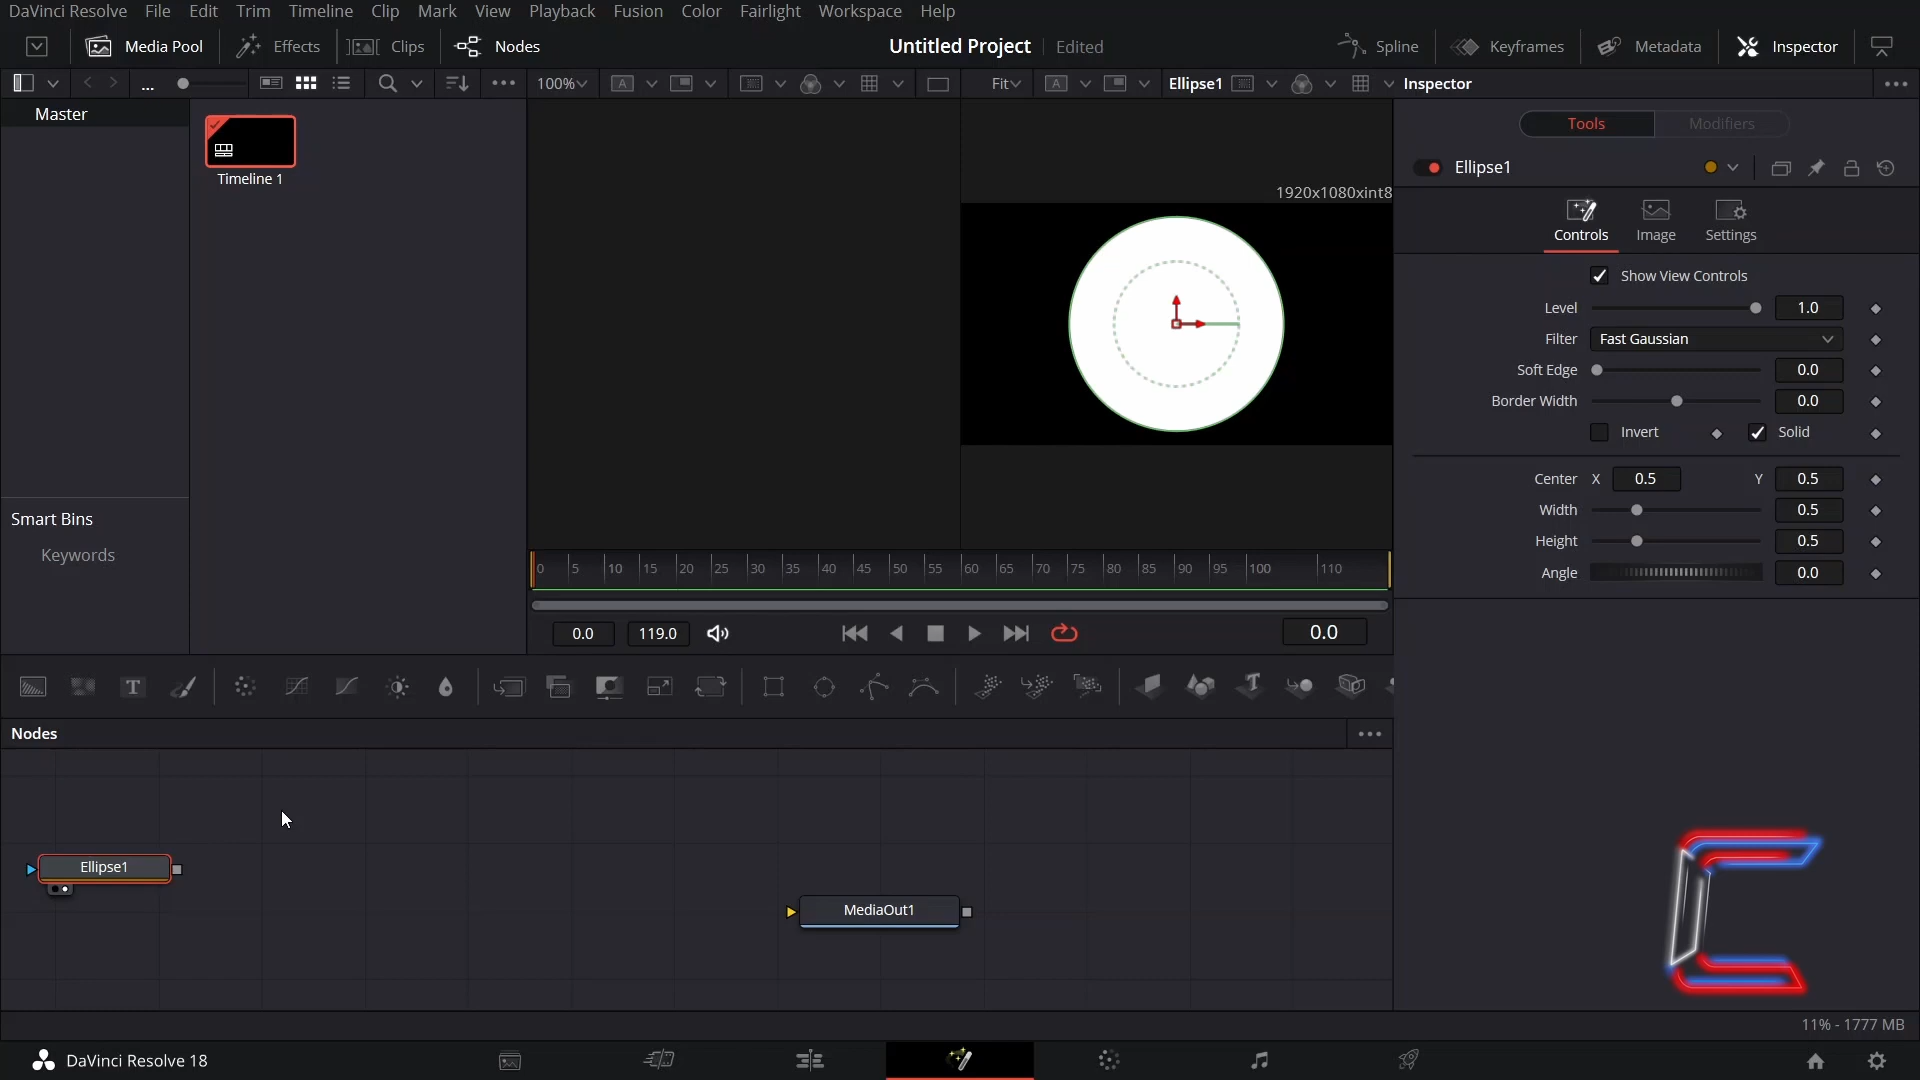 DaVinci Resolve File Edit Trim Timeline Clip Mark View Playback Fusion Color Fairlight Workspace Help
Media Pool Effects Clips Nodes Untitled Project Edited Spline Keyframes Metadata Inspector
... 100% A Fit A Ellipse1 Inspector
Master
Timeline 1
Smart Bins
Keywords
1920x1080xint8
0 5 10 15 20 25 30 35 40 45 50 55 60 65 70 75 80 85 90 95 100 110
0.0 119.0 0.0
Tools Modifiers
Ellipse1
Controls Image Settings
Show View Controls
Level 1.0
Filter Fast Gaussian
Soft Edge 0.0
Border Width 0.0
Invert Solid
Center X 0.5 Y 0.5
Width 0.5
Height 0.5
Angle 0.0
T T
Nodes
Ellipse1
MediaOut1
11% - 1777 MB
DaVinci Resolve 18